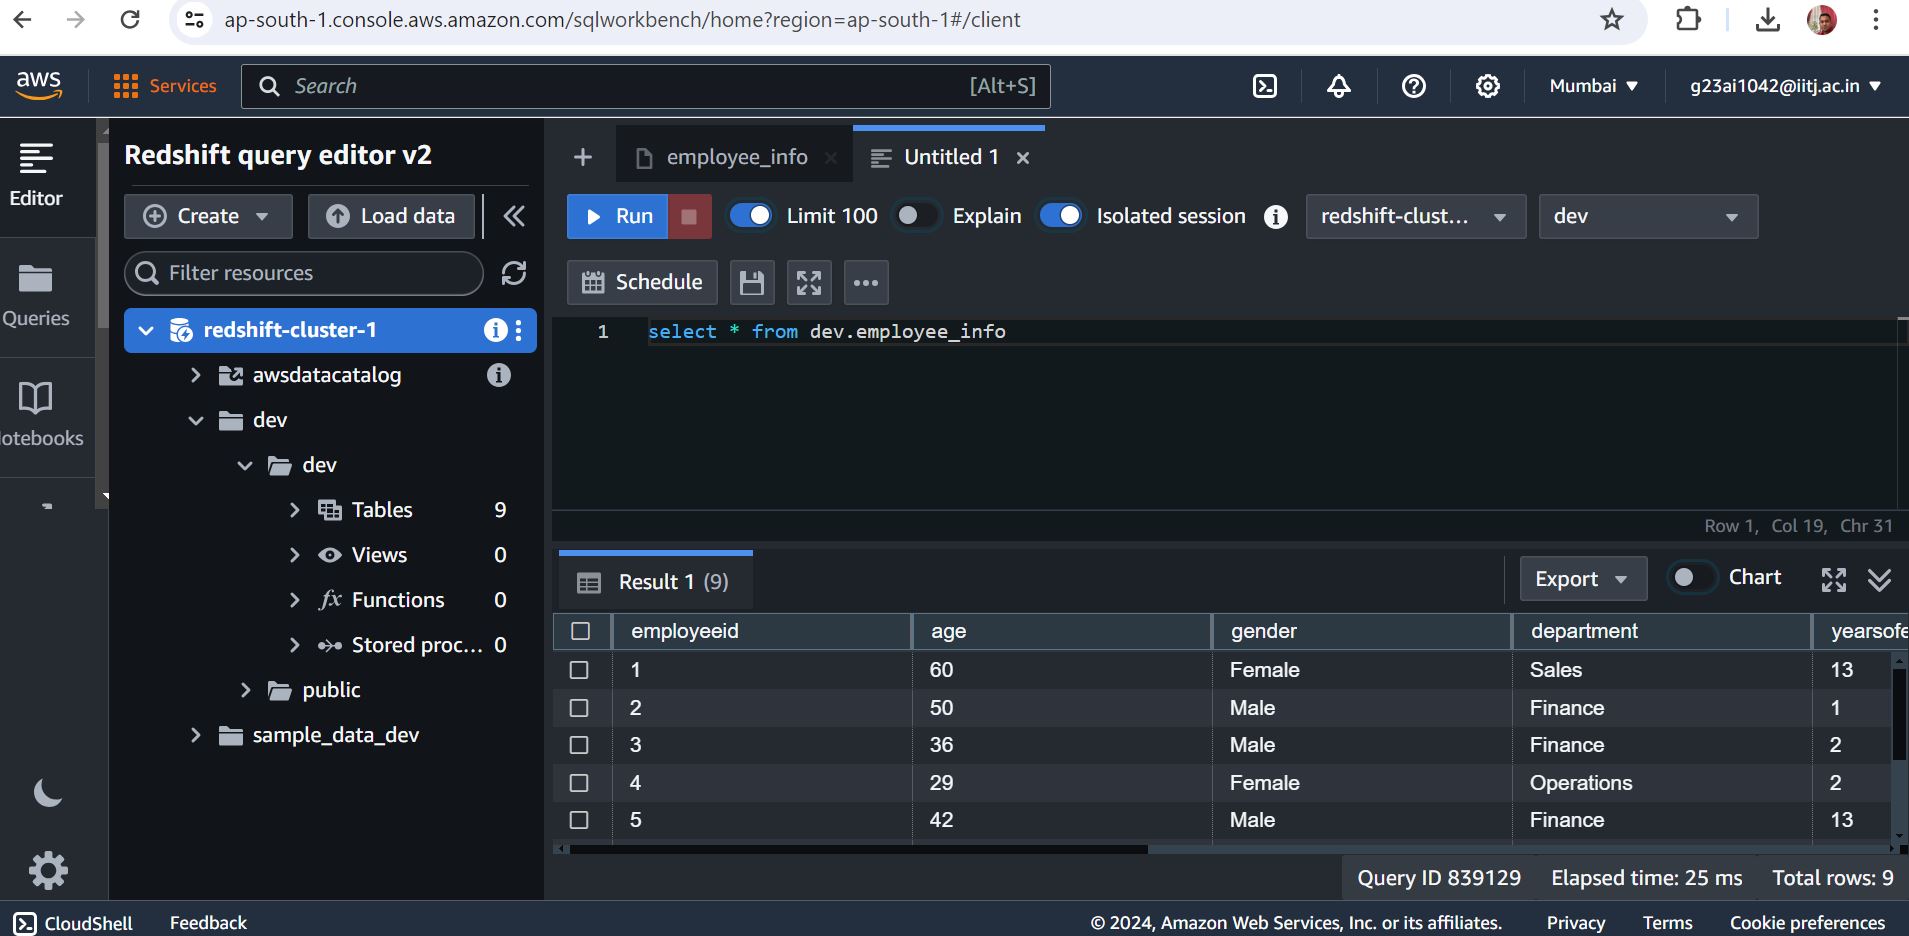 ap-south-1.console.aws.amazon.com/sqlworkbench/home?region=ap-south-1#/client
aws
Services
Search
[Alt+S]
Mumbai
g23ai1042@iitj.ac.in
Editor
Queries
otebooks
Redshift query editor v2
Create
Load data
Filter resources
redshift-cluster-1
awsdatacatalog
dev
dev
Tables 9
Views 0
fx Functions 0
Stored proc... 0
public
sample_data_dev
employee_info
Untitled 1
Run
Limit 100
Explain
Isolated session
redshift-clust...
dev
Schedule
1 select * from dev.employee_info
Row 1, Col 19, Chr 31
Result 1 (9)
Export
Chart
employeeid age gender department yearsofe
1 60 Female Sales 13
2 50 Male Finance 1
3 36 Male Finance 2
4 29 Female Operations 2
5 42 Male Finance 13
Query ID 839129 Elapsed time: 25 ms Total rows: 9
CloudShell Feedback © 2024, Amazon Web Services, Inc. or its affiliates. Privacy Terms Cookie preferences